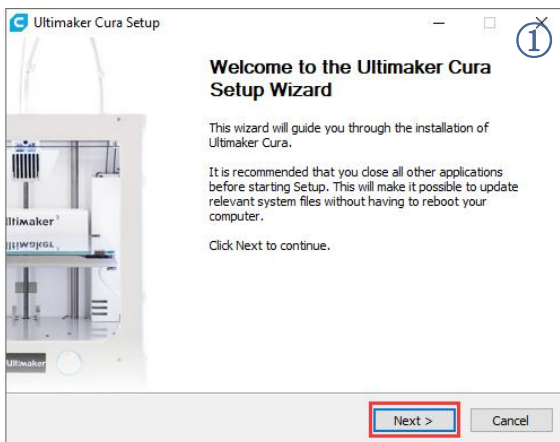 Ultimaker Cura Setup
①
Welcome to the Ultimaker Cura
Setup Wizard
This wizard will guide you through the installation of
Ultimaker Cura.
It is recommended that you close all other applications
before starting Setup. This will make it possible to update
relevant system files without having to reboot your
computer.
Click Next to continue.
Ultimaker³
Ultimaker
Next >
Cancel